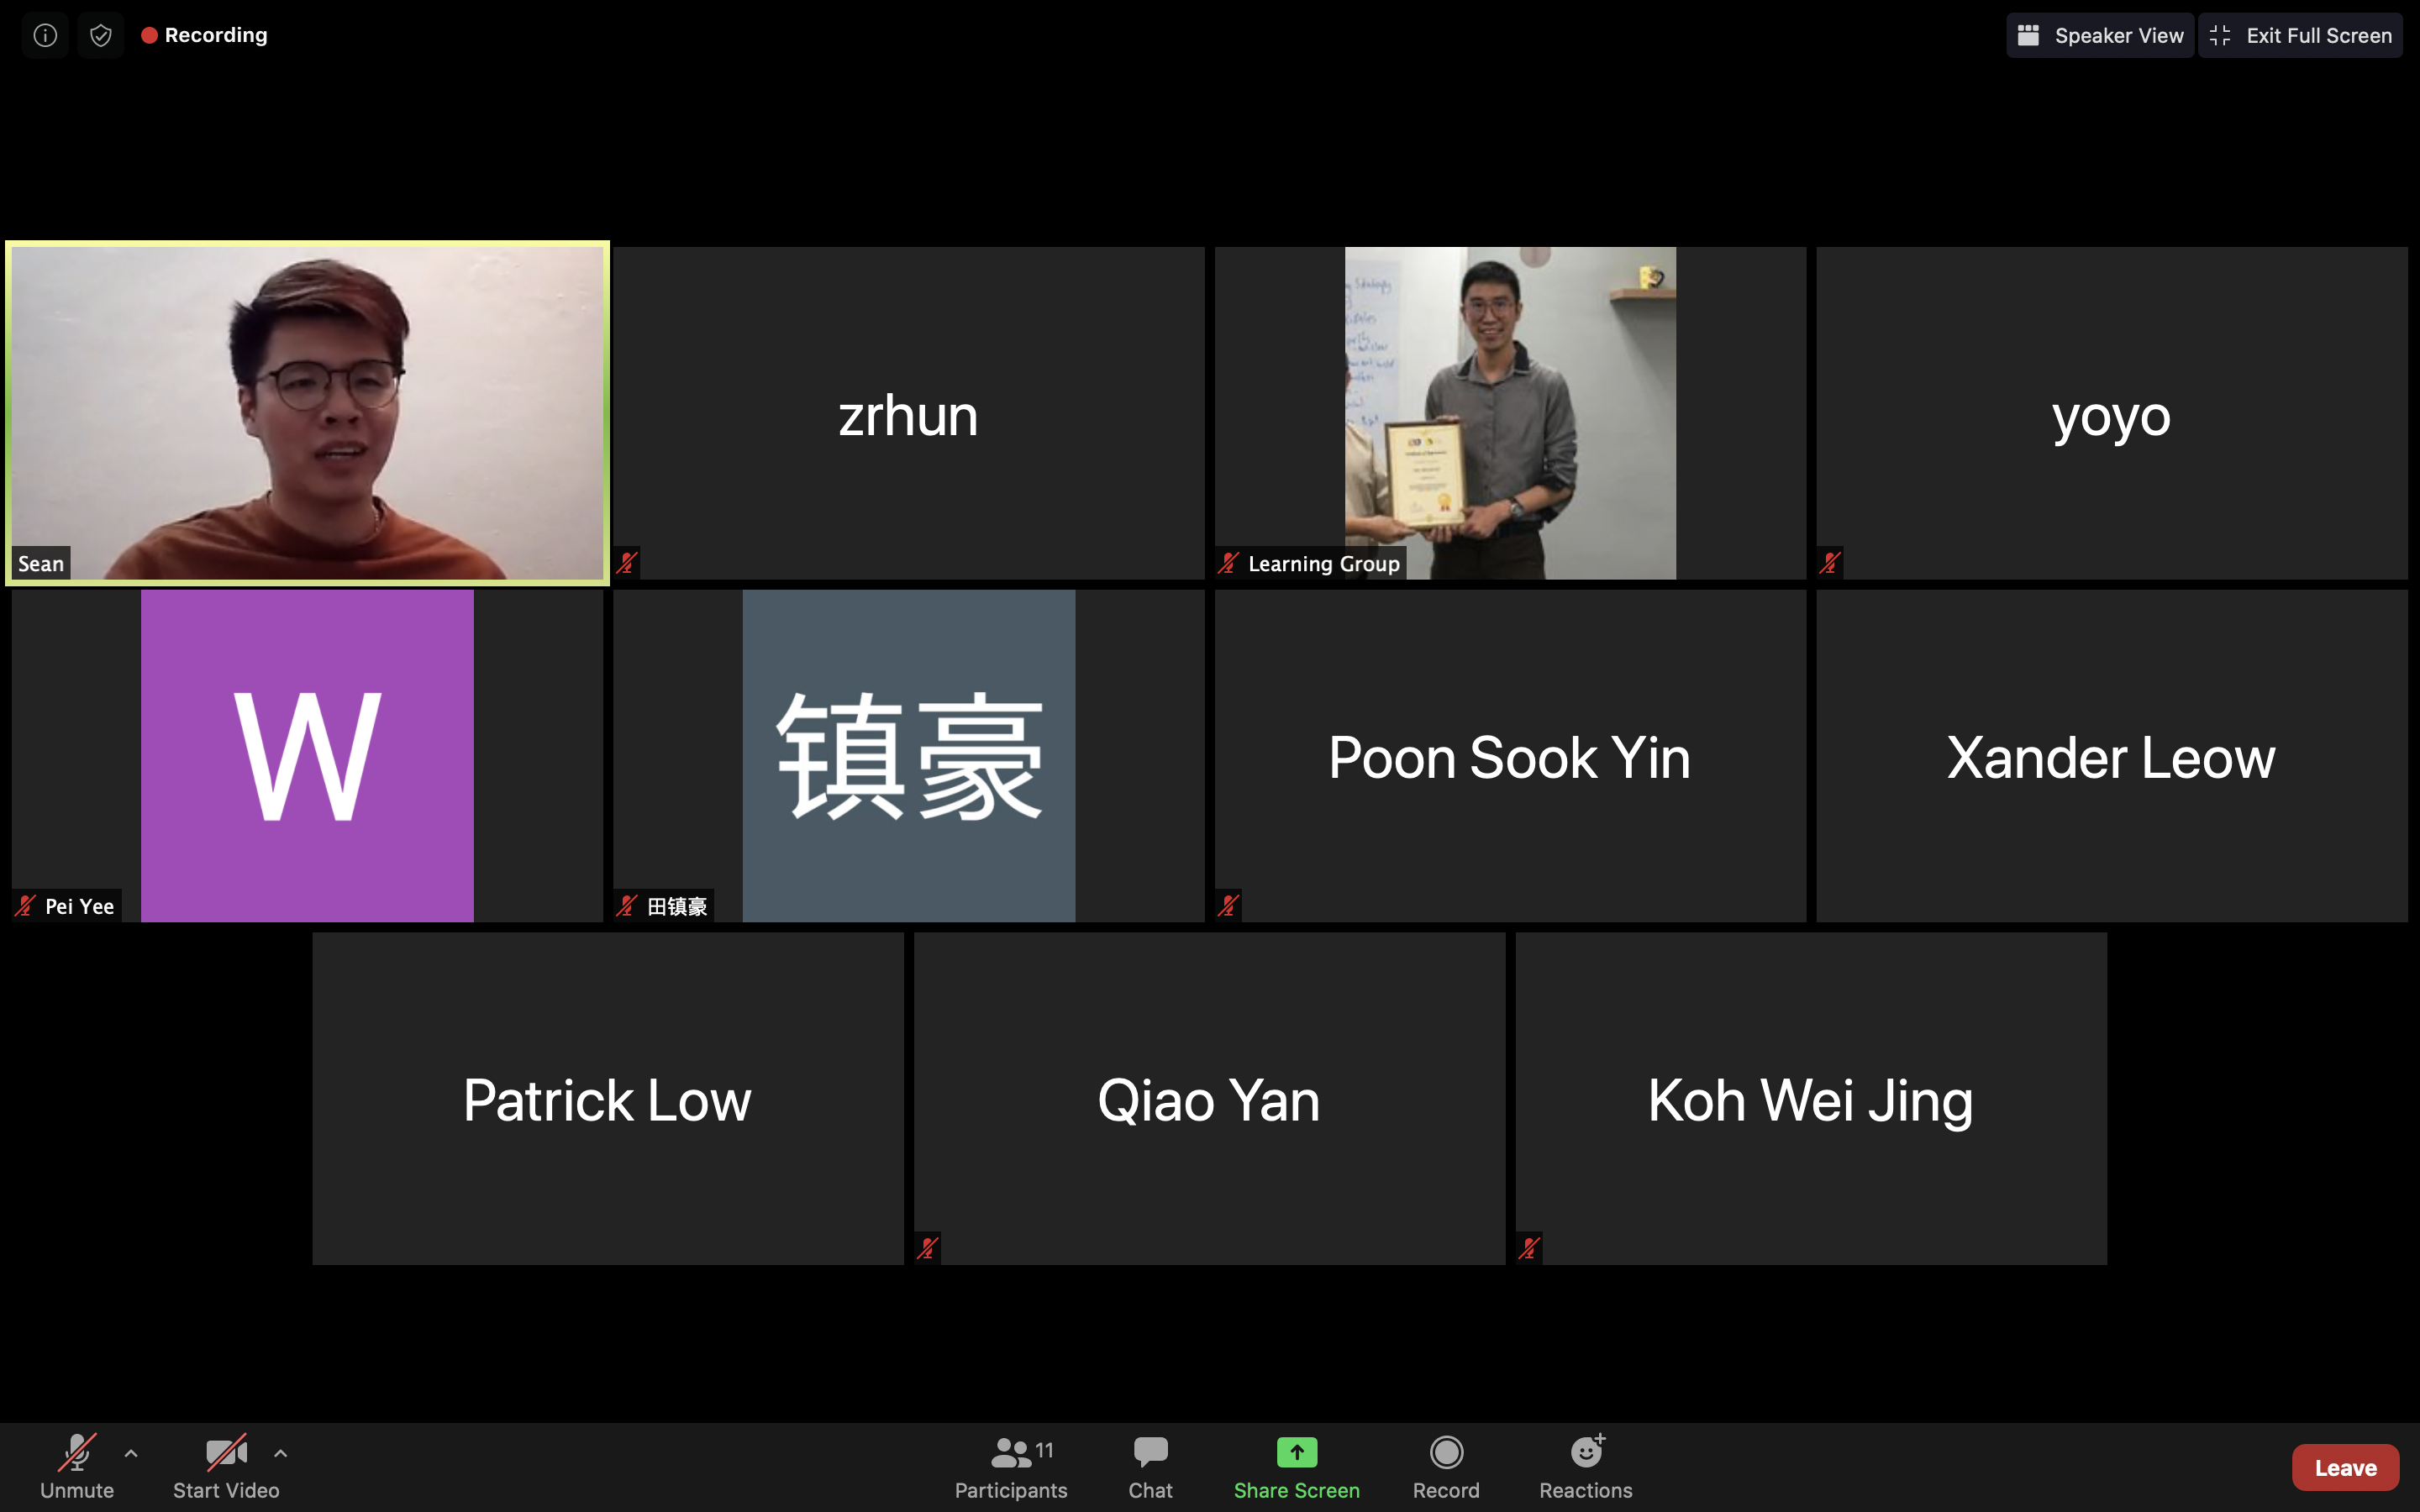 Recording
Speaker View
Exit Full Screen
Sean
zrhun
Learning Group
yoyo
W
Pei Yee
镇豪
田镇豪
Poon Sook Yin
Xander Leow
Patrick Low
Qiao Yan
Koh Wei Jing
Unmute
Start Video
11
Participants
Chat
Share Screen
Record
Reactions
Leave